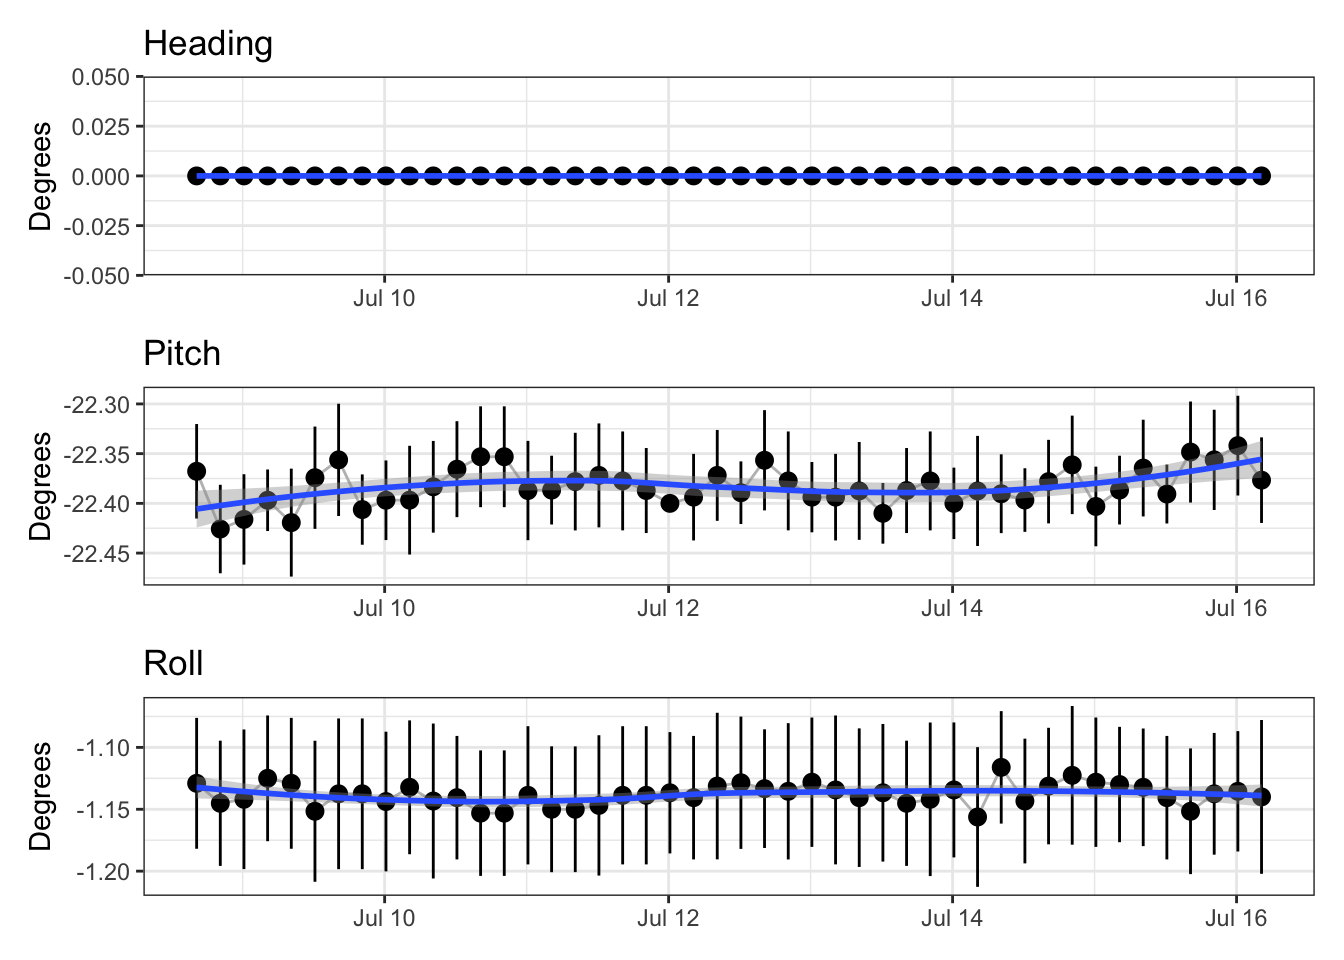 Heading
Degrees
0.050
0.025
0.000
-0.025
-0.050
Jul 10 Jul 12 Jul 14 Jul 16
Pitch
Degrees
-22.30
-22.35
-22.40
-22.45
Jul 10 Jul 12 Jul 14 Jul 16
Roll
Degrees
-1.10
-1.15
-1.20
Jul 10 Jul 12 Jul 14 Jul 16